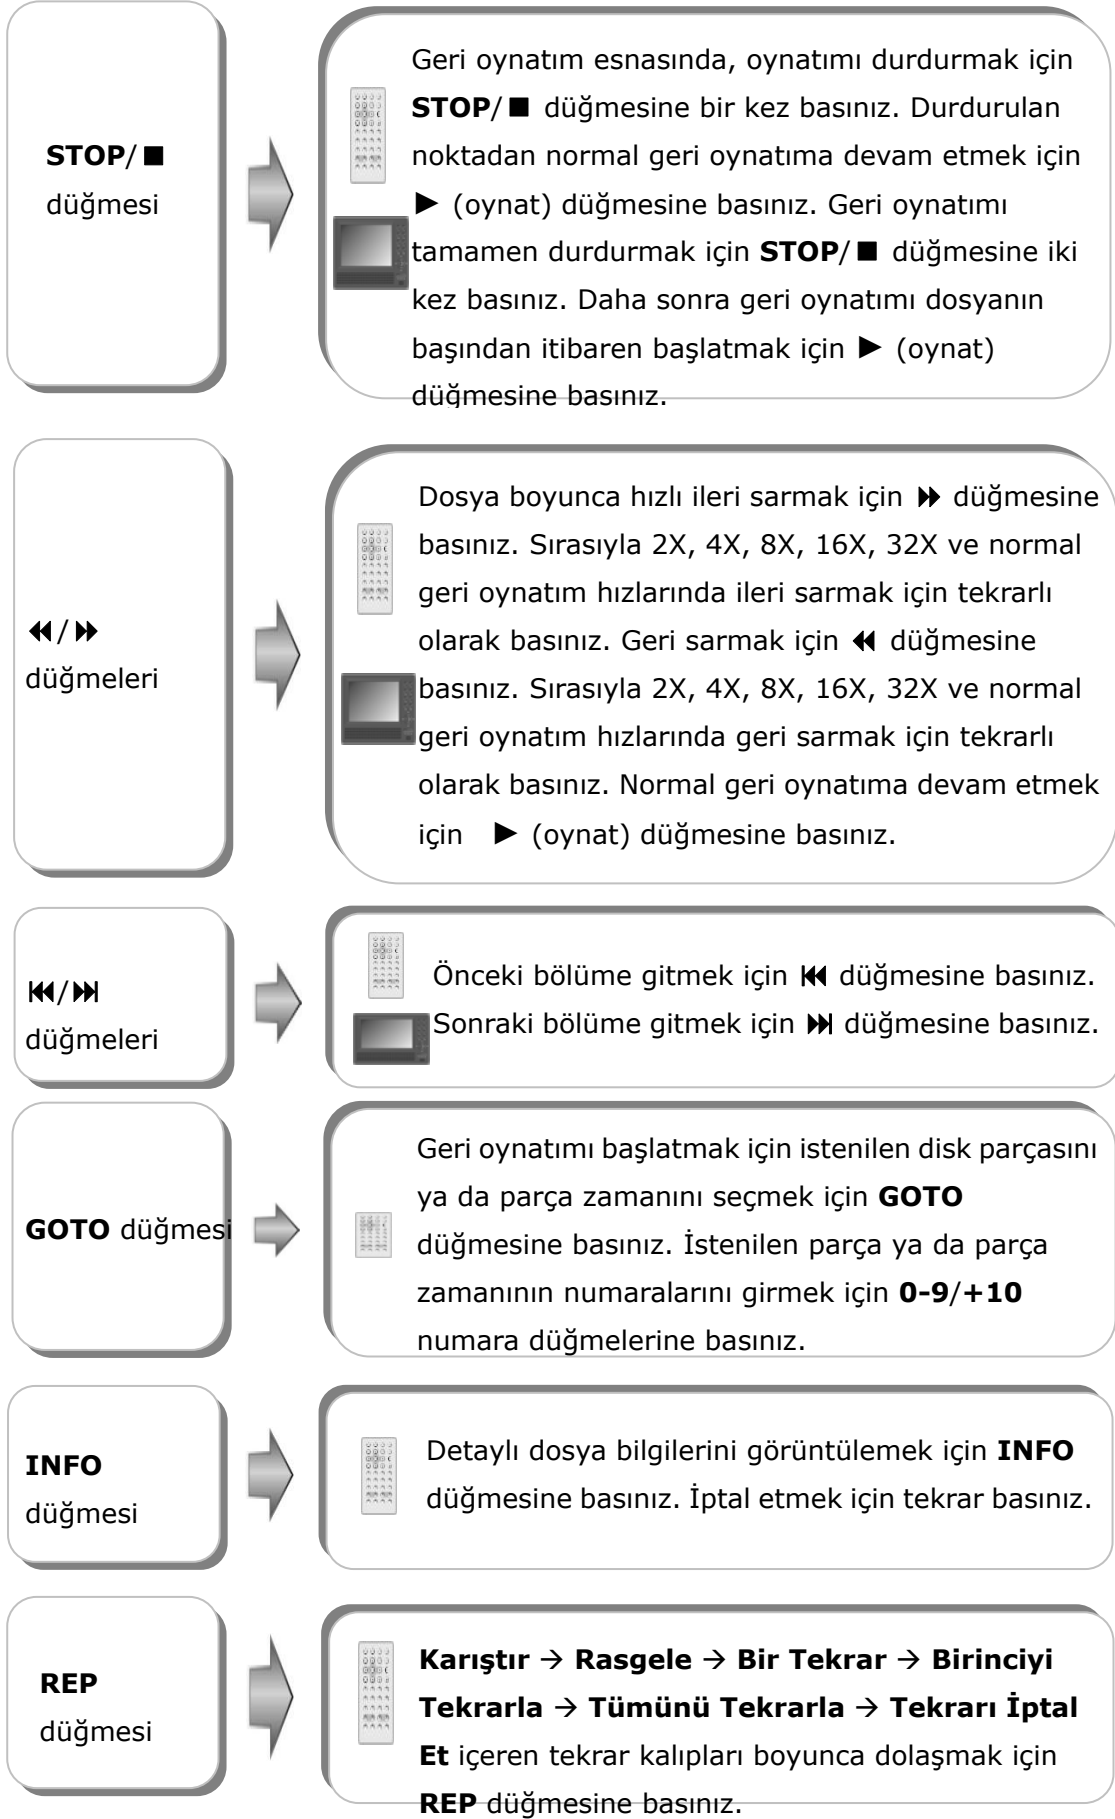 STOP/■
düğmesi
Geri oynatım esnasında, oynatımı durdurmak için
STOP/■ düğmesine bir kez basınız. Durdurulan
noktadan normal geri oynatıma devam etmek için
► (oynat) düğmesine basınız. Geri oynatımı
tamamen durdurmak için STOP/■ düğmesine iki
kez basınız. Daha sonra geri oynatımı dosyanın
başından itibaren başlatmak için ► (oynat)
düğmesine basınız.
⏪/⏩
düğmeleri
Dosya boyunca hızlı ileri sarmak için ⏩ düğmesine
basınız. Sırasıyla 2X, 4X, 8X, 16X, 32X ve normal
geri oynatım hızlarında ileri sarmak için tekrarlı
olarak basınız. Geri sarmak için ⏪ düğmesine
basınız. Sırasıyla 2X, 4X, 8X, 16X, 32X ve normal
geri oynatım hızlarında geri sarmak için tekrarlı
olarak basınız. Normal geri oynatıma devam etmek
için ► (oynat) düğmesine basınız.
⏮/⏭
düğmeleri
Önceki bölüme gitmek için ⏮ düğmesine basınız.
Sonraki bölüme gitmek için ⏭ düğmesine basınız.
GOTO düğmesi
Geri oynatımı başlatmak için istenilen disk parçasını
ya da parça zamanını seçmek için GOTO
düğmesine basınız. İstenilen parça ya da parça
zamanının numaralarını girmek için 0-9/+10
numara düğmelerine basınız.
INFO
düğmesi
Detaylı dosya bilgilerini görüntülemek için INFO
düğmesine basınız. İptal etmek için tekrar basınız.
REP
düğmesi
Karıştır → Rasgele → Bir Tekrar → Birinciyi
Tekrarla → Tümünü Tekrarla → Tekrarı İptal
Et içeren tekrar kalıpları boyunca dolaşmak için
REP düğmesine basınız.